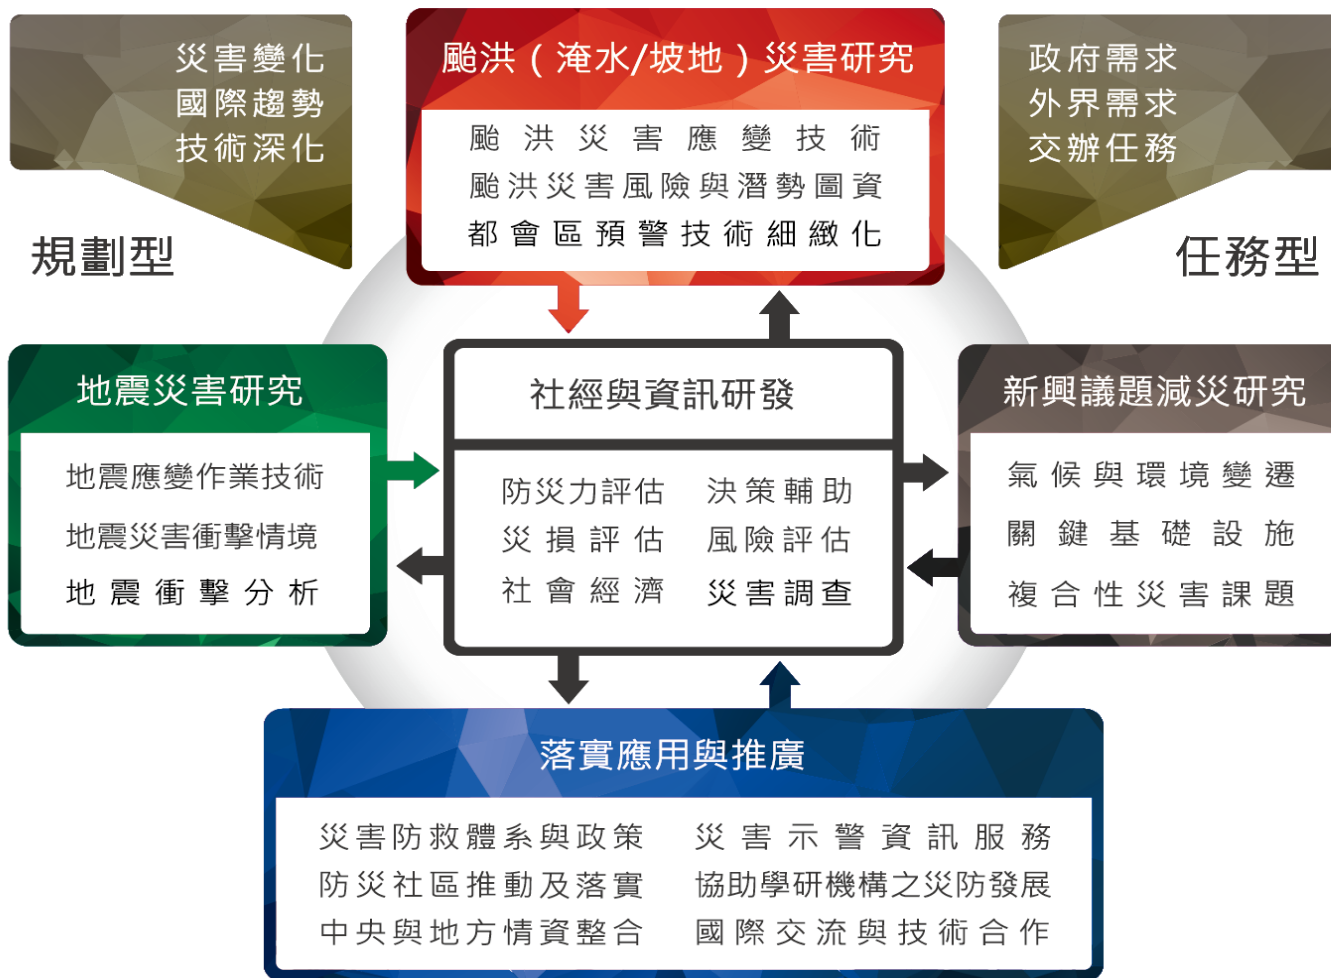 災害變化
國際趨勢
技術深化
規劃型
颱洪（淹水/坡地）災害研究
颱洪災害應變技術
颱洪災害風險與潛勢圖資
都會區預警技術細緻化
政府需求
外界需求
交辦任務
任務型
地震災害研究
地震應變作業技術
地震災害衝擊情境
地震衝擊分析
社經與資訊研發
防災力評估
災損評估
社會經濟
決策輔助
風險評估
災害調查
新興議題減災研究
氣候與環境變遷
關鍵基礎設施
複合性災害課題
落實應用與推廣
災害防救體系與政策
防災社區推動及落實
中央與地方情資整合
災害示警資訊服務
協助學研機構之災防發展
國際交流與技術合作